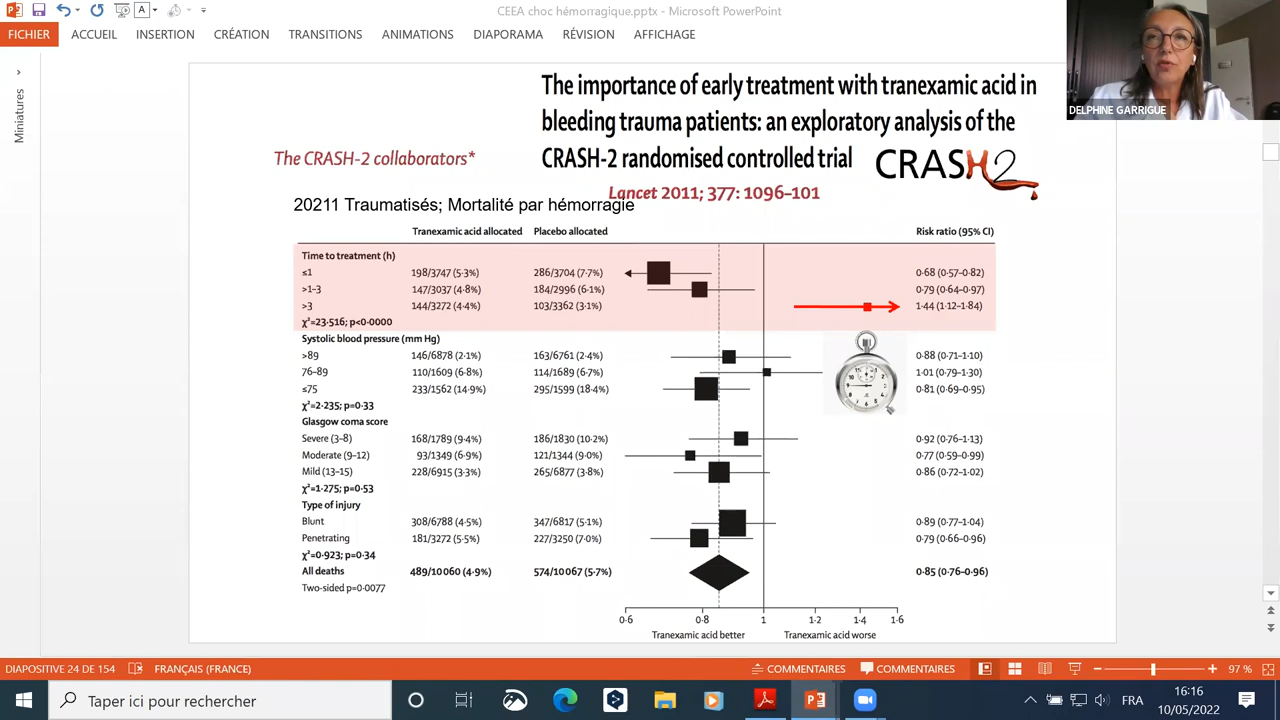 CEEA choc hémorragique.pptx - Microsoft PowerPoint
FICHIER ACCUEIL INSERTION CRÉATION TRANSITIONS ANIMATIONS DIAPORAMA RÉVISION AFFICHAGE
DELPHINE GARRIGUE
Miniatures
The importance of early treatment with tranexamic acid in
bleeding trauma patients: an exploratory analysis of the
CRASH-2 randomised controlled trial
The CRASH-2 collaborators*
CRASH2
Lancet 2011; 377: 1096–101
20211 Traumatisés; Mortalité par hémorragie
Tranexamic acid allocated Placebo allocated Risk ratio (95% CI)
Time to treatment (h)
≤1 198/3747 (5·3%) 286/3704 (7·7%) 0·68 (0·57–0·82)
>1–3 147/3037 (4·8%) 184/2996 (6·1%) 0·79 (0·64–0·97)
>3 144/3272 (4·4%) 103/3362 (3·1%) 1·44 (1·12–1·84)
χ²=23·516; p<0·0000
Systolic blood pressure (mm Hg)
>89 146/6878 (2·1%) 163/6761 (2·4%) 0·88 (0·71–1·10)
76–89 110/1609 (6·8%) 114/1689 (6·7%) 1·01 (0·79–1·30)
≤75 233/1562 (14·9%) 295/1599 (18·4%) 0·81 (0·69–0·95)
χ²=2·235; p=0·33
Glasgow coma score
Severe (3–8) 168/1789 (9·4%) 186/1830 (10·2%) 0·92 (0·76–1·13)
Moderate (9–12) 93/1349 (6·9%) 121/1344 (9·0%) 0·77 (0·59–0·99)
Mild (13–15) 228/6915 (3·3%) 265/6877 (3·8%) 0·86 (0·72–1·02)
χ²=1·275; p=0·53
Type of injury
Blunt 308/6788 (4·5%) 347/6817 (5·1%) 0·89 (0·77–1·04)
Penetrating 181/3272 (5·5%) 227/3250 (7·0%) 0·79 (0·66–0·96)
χ²=0·923; p=0·34
All deaths 489/10 060 (4·9%) 574/10 067 (5·7%) 0·85 (0·76–0·96)
Two-sided p=0·0077
0·6 0·8 1 1·2 1·4 1·6
Tranexamic acid better Tranexamic acid worse
DIAPOSITIVE 24 DE 154 FRANÇAIS (FRANCE) COMMENTAIRES COMMENTAIRES 97 %
Taper ici pour rechercher
FRA
16:16
10/05/2022